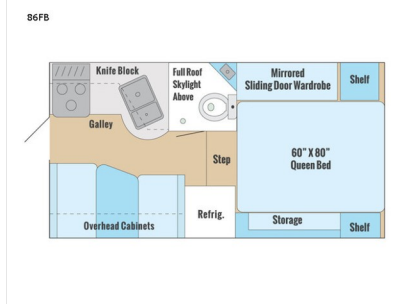 86FB
Knife Block
Full Roof
Skylight
Above
Mirrored
Sliding Door Wardrobe
Shelf
Galley
Step
60" X 80"
Queen Bed
Refrig.
Overhead Cabinets
Storage
Shelf